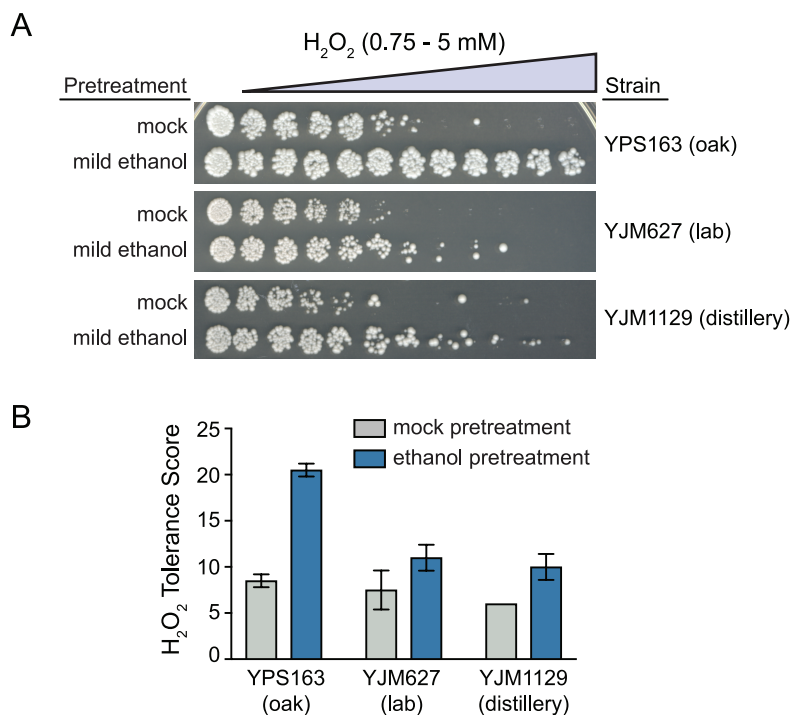 A
H₂O₂ (0.75 - 5 mM)
Pretreatment
Strain
mock
mild ethanol
YPS163 (oak)
mock
mild ethanol
YJM627 (lab)
mock
mild ethanol
YJM1129 (distillery)
B
H₂O₂ Tolerance Score
25
20
15
10
5
0
mock pretreatment
ethanol pretreatment
YPS163
(oak)
YJM627
(lab)
YJM1129
(distillery)